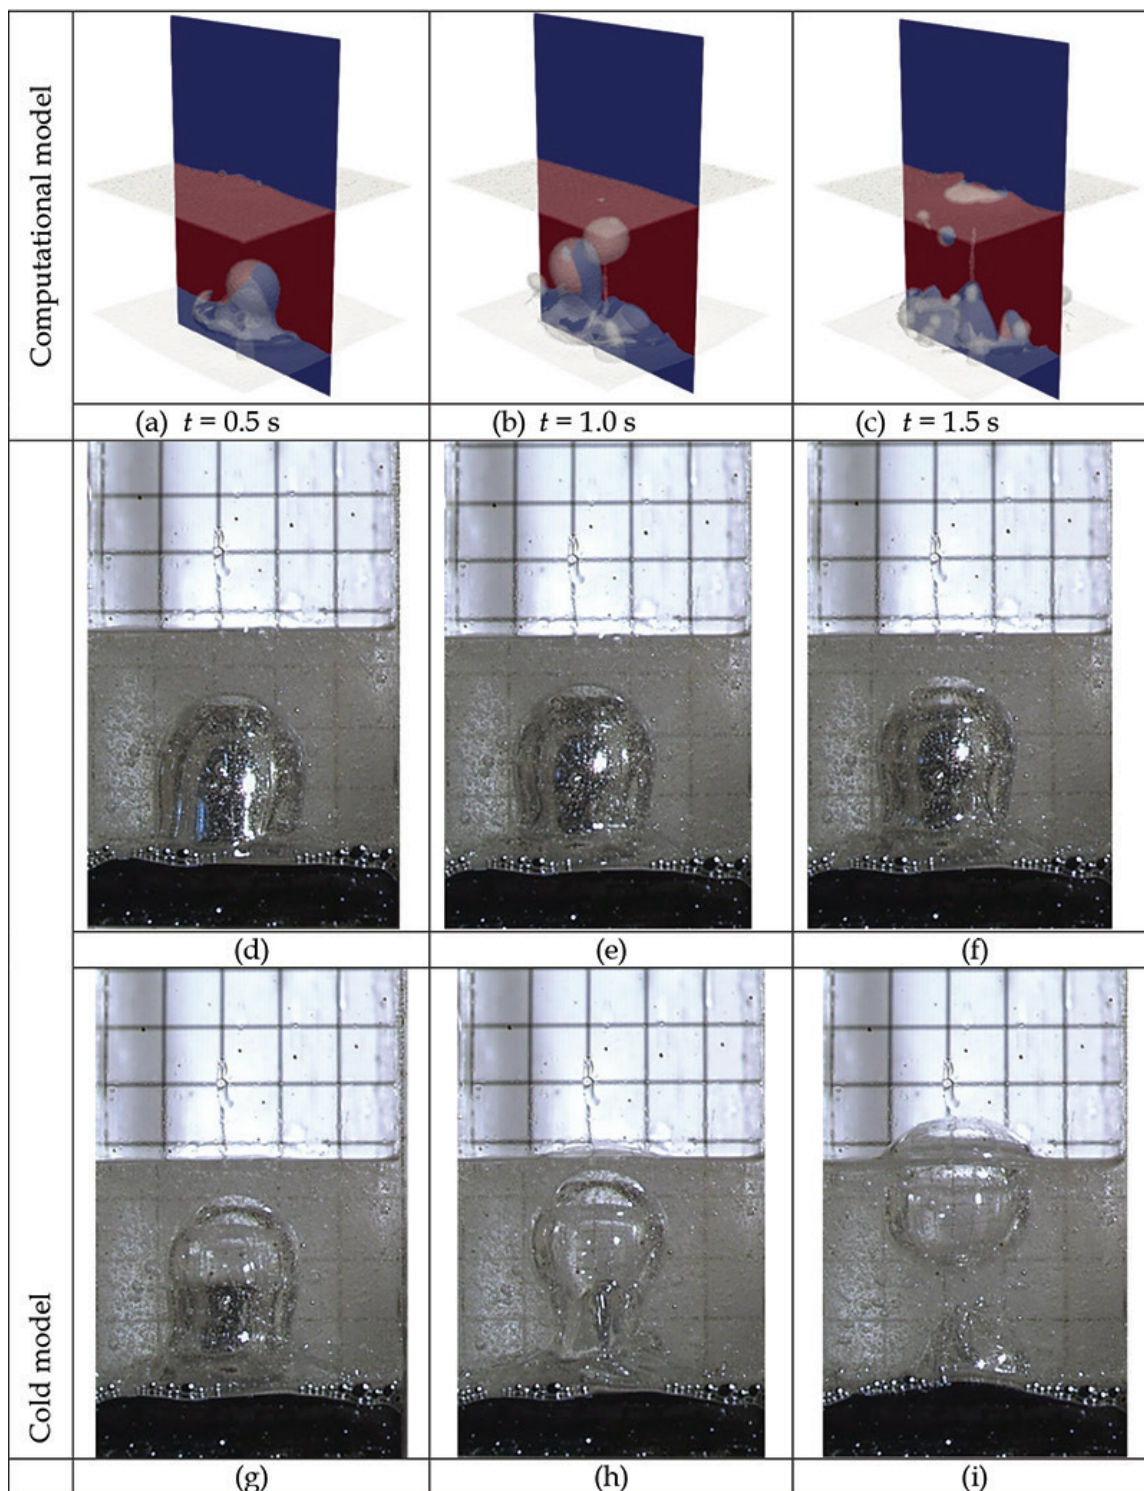 Computational model
(a) t = 0.5 s
(b) t = 1.0 s
(c) t = 1.5 s
Cold model
(d)
(e)
(f)
(g)
(h)
(i)